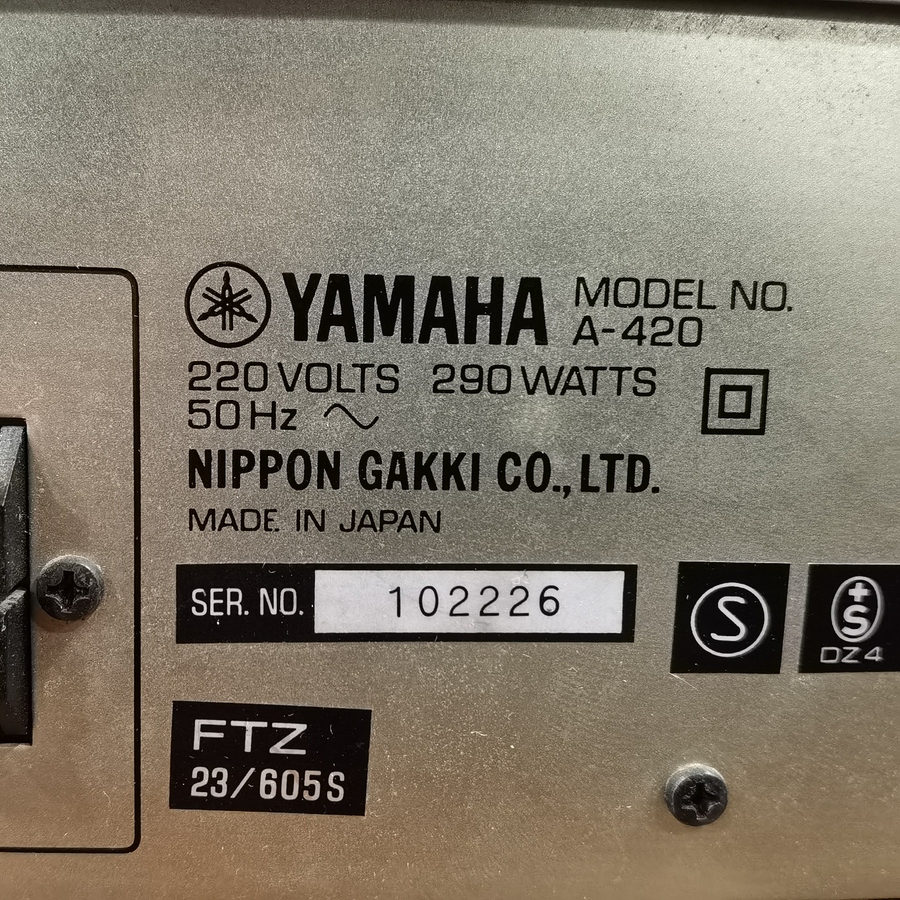 YAMAHA MODEL NO.
A-420
220 VOLTS 290 WATTS
50 Hz
NIPPON GAKKI CO., LTD.
MADE IN JAPAN
SER. NO. 102226
S
+S
DZ4
FTZ
23/605S